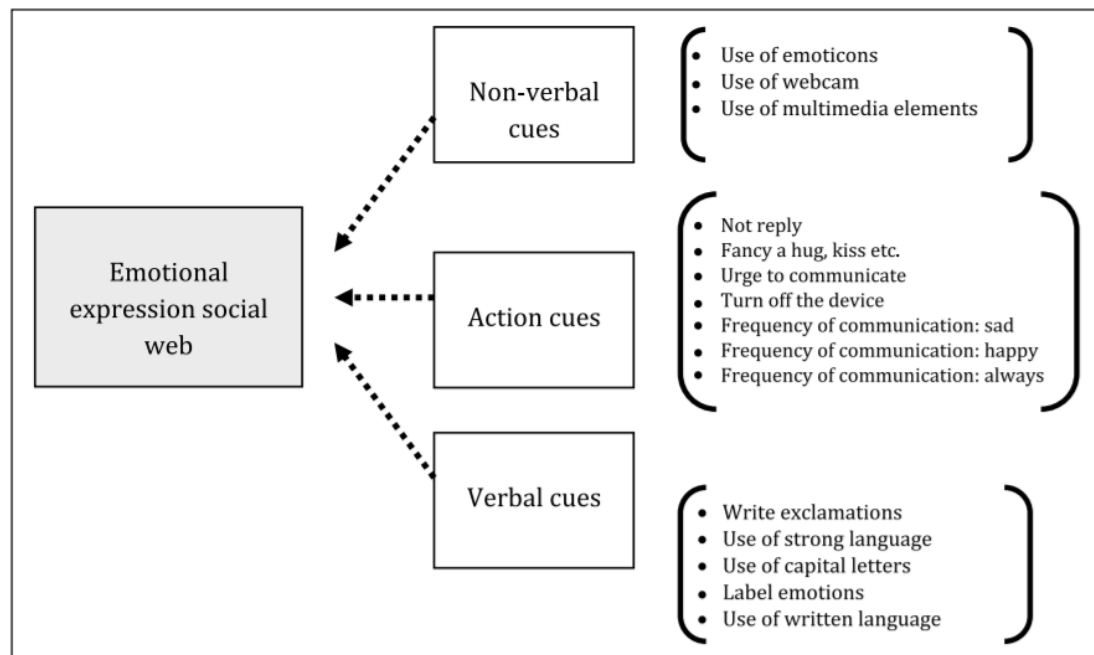 Non-verbal
cues
• Use of emoticons
• Use of webcam
• Use of multimedia elements
Emotional
expression social
web
Action cues
• Not reply
• Fancy a hug, kiss etc.
• Urge to communicate
• Turn off the device
• Frequency of communication: sad
• Frequency of communication: happy
• Frequency of communication: always
Verbal cues
• Write exclamations
• Use of strong language
• Use of capital letters
• Label emotions
• Use of written language